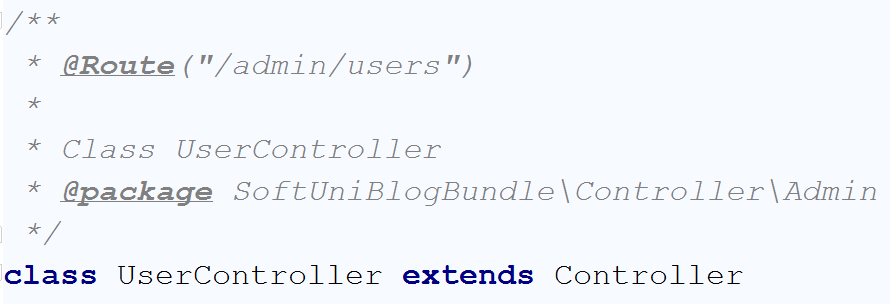 /**
 * @Route("/admin/users")
 *
 * Class UserController
 * @package SoftUniBlogBundle\Controller\Admin
 */
class UserController extends Controller